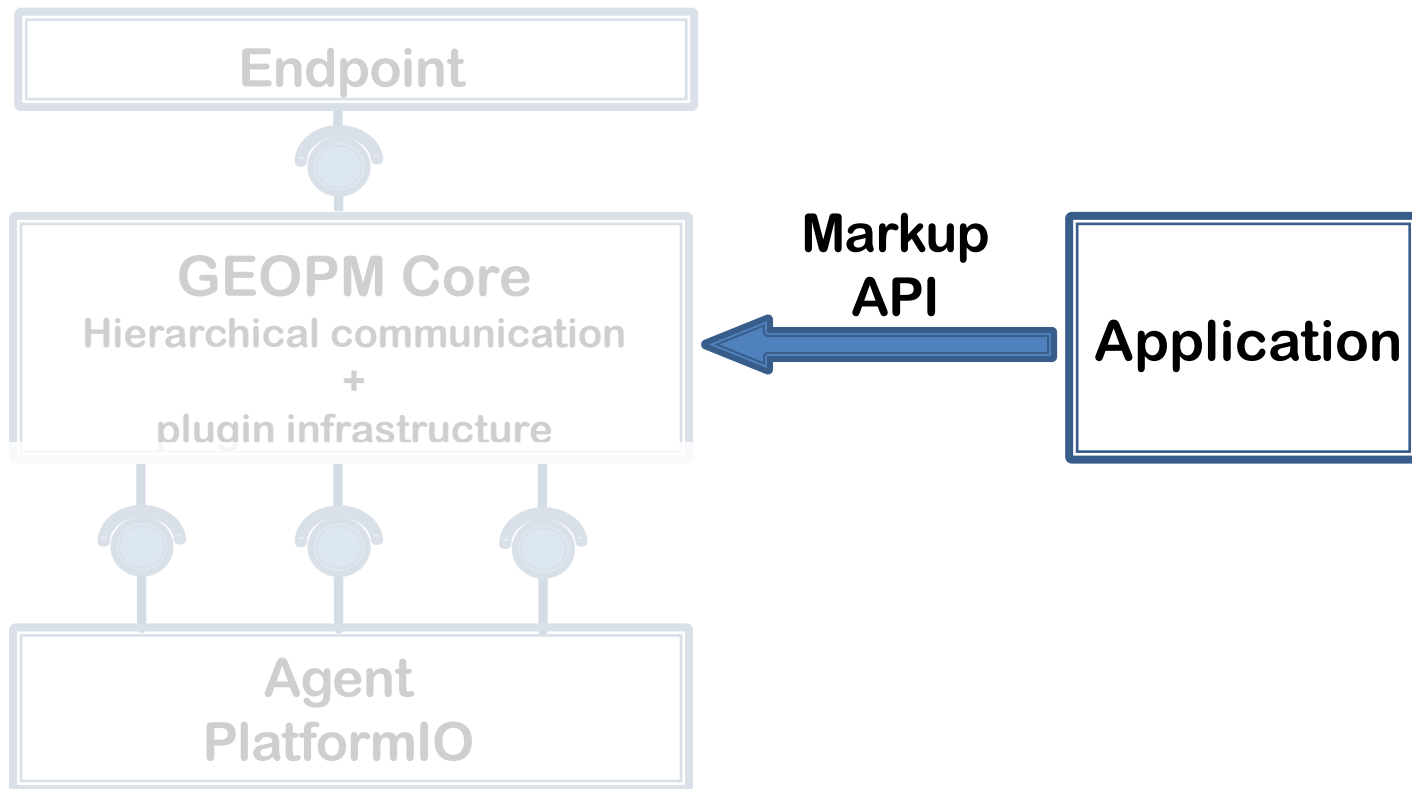 Endpoint
GEOPM Core
Hierarchical communication
+
plugin infrastructure
Markup
API
Application
Agent
PlatformIO